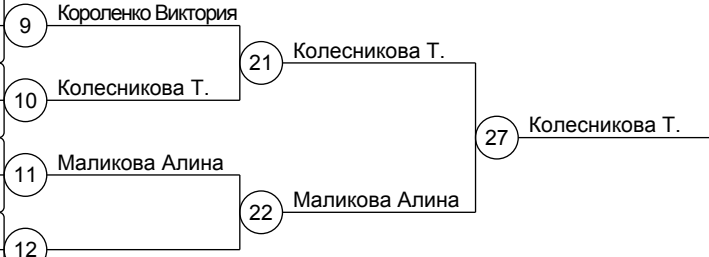 9 Короленко Виктория
21 Колесникова Т.
10 Колесникова Т.
27 Колесникова Т.
11 Маликова Алина
22 Маликова Алина
12